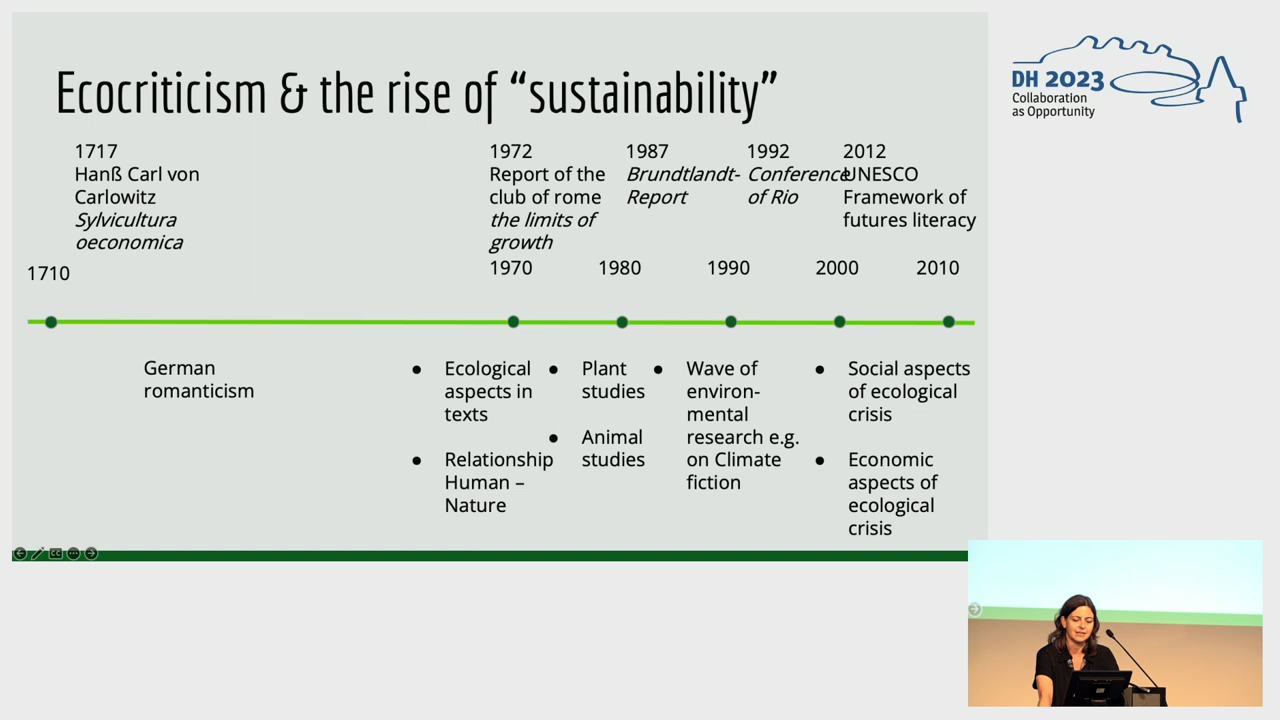 Ecocriticism & the rise of “sustainability”
1717
Hanß Carl von
Carlowitz
Sylvicultura
oeconomica
1972
Report of the
club of rome
the limits of
growth
1987
Brundtlandt-
Report
1992
Conference
of Rio
2012
UNESCO
Framework of
futures literacy
1710
1970
1980
1990
2000
2010
German
romanticism
● Ecological
aspects in
texts
● Relationship
Human –
Nature
● Plant
studies
● Animal
studies
● Wave of
environ-
mental
research e.g.
on Climate
fiction
● Social aspects
of ecological
crisis
● Economic
aspects of
ecological
crisis
DH 2023
Collaboration
as Opportunity